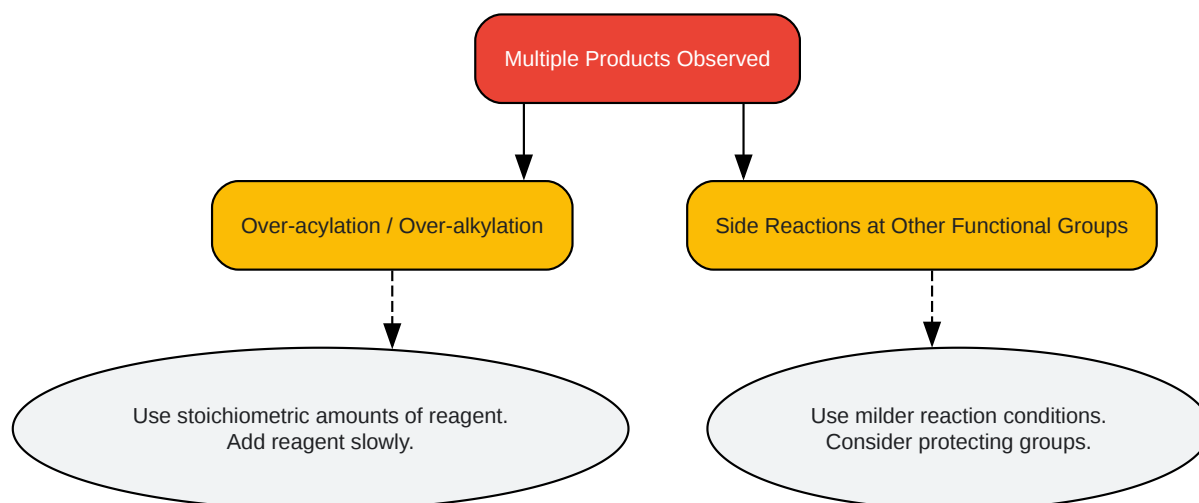 Multiple Products Observed
Over-acylation / Over-alkylation
Side Reactions at Other Functional Groups
Use stoichiometric amounts of reagent.
Add reagent slowly.
Use milder reaction conditions.
Consider protecting groups.